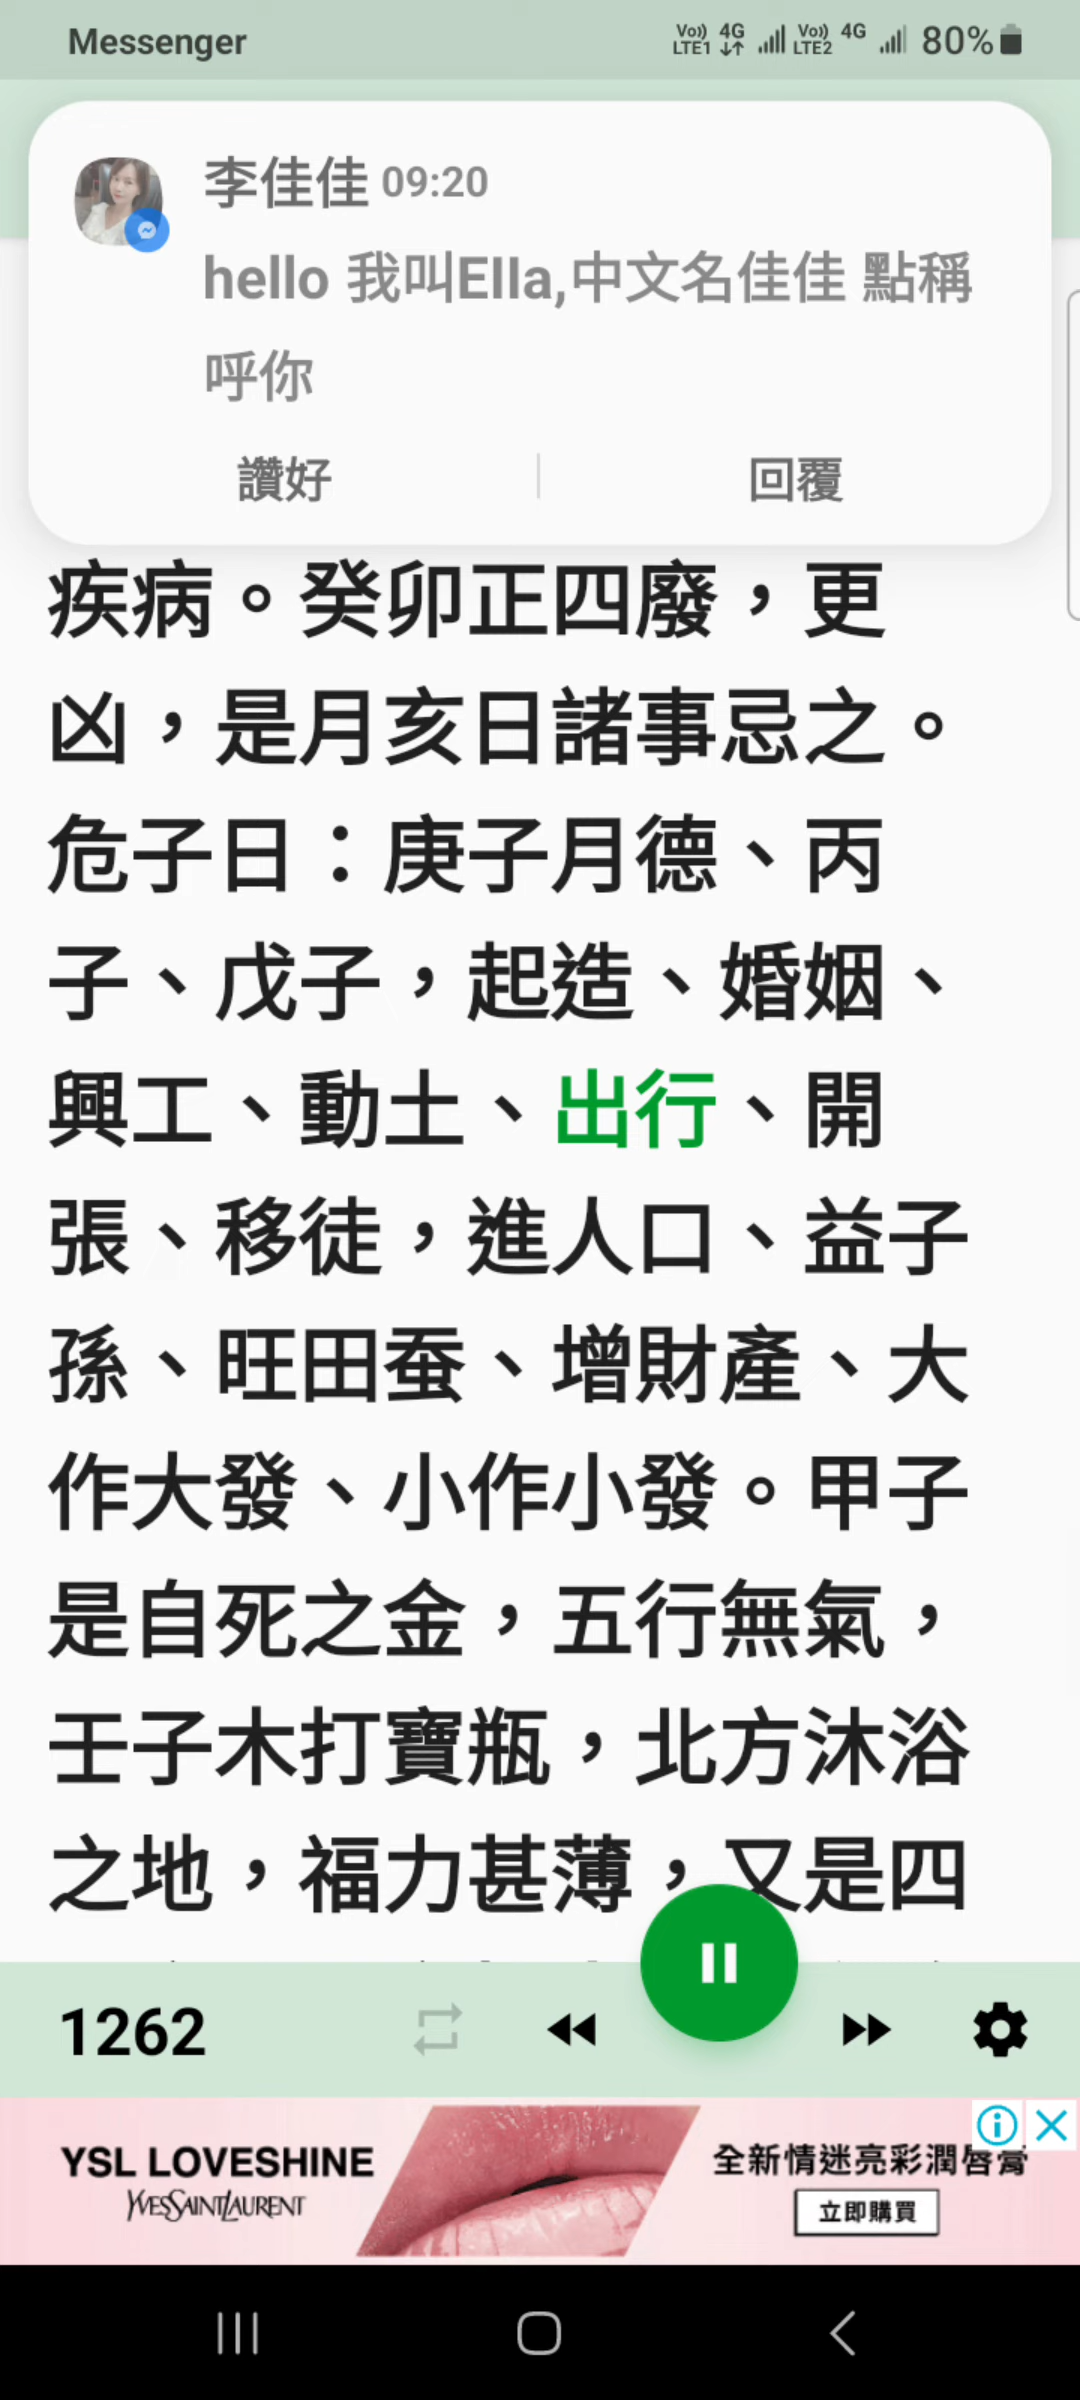 Messenger
Vo)) 4G Vo)) 4G 80%
LTE1 LTE2
李佳佳 09:20
hello 我叫Ella,中文名佳佳 點稱
呼你
讚好 回覆
疾病。癸卯正四廢，更
凶，是月亥日諸事忌之。
危子日：庚子月德、丙
子、戊子，起造、婚姻、
興工、動土、出行、開
張、移徒，進人口、益子
孫、旺田蚕、增財產、大
作大發、小作小發。甲子
是自死之金，五行無氣，
壬子木打寶瓶，北方沐浴
之地，福力甚薄，又是四
1262
YSL LOVESHINE
YVESSAINTLAURENT
全新情迷亮彩潤唇膏
立即購買